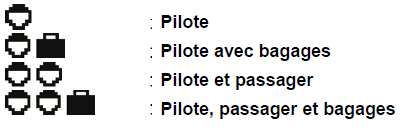 : Pilote
: Pilote avec bagages
: Pilote et passager
: Pilote, passager et bagages